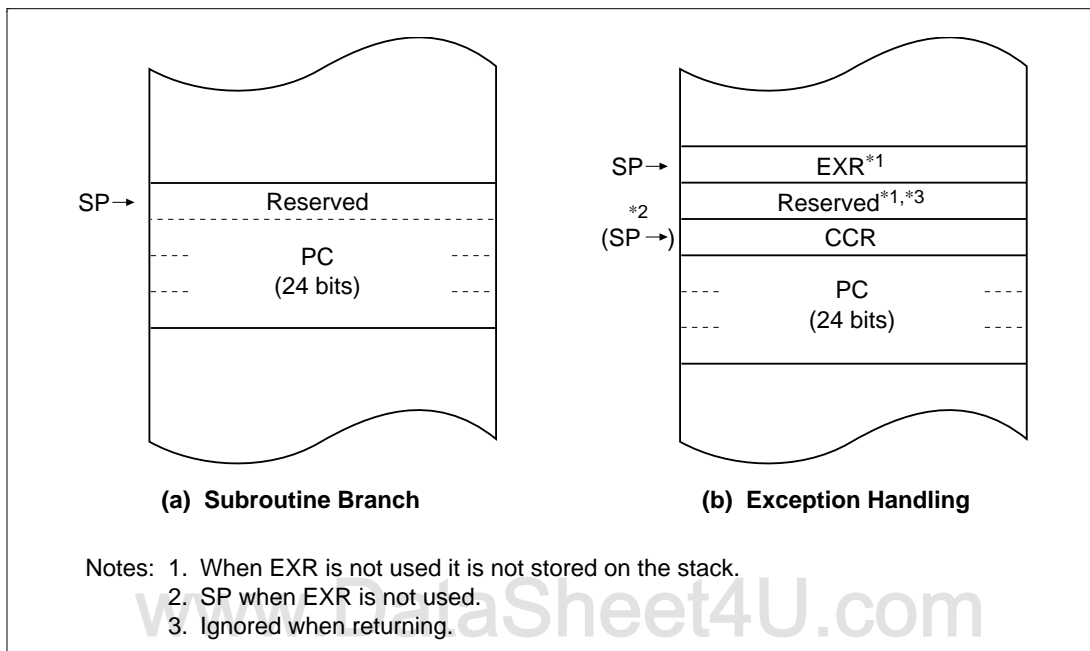 SP→
Reserved
PC
(24 bits)
(a) Subroutine Branch
SP→
EXR*1
Reserved*1,*3
*2
(SP→)
CCR
PC
(24 bits)
(b) Exception Handling
Notes: 1. When EXR is not used it is not stored on the stack.
2. SP when EXR is not used.
3. Ignored when returning.
www.DataSheet4U.com